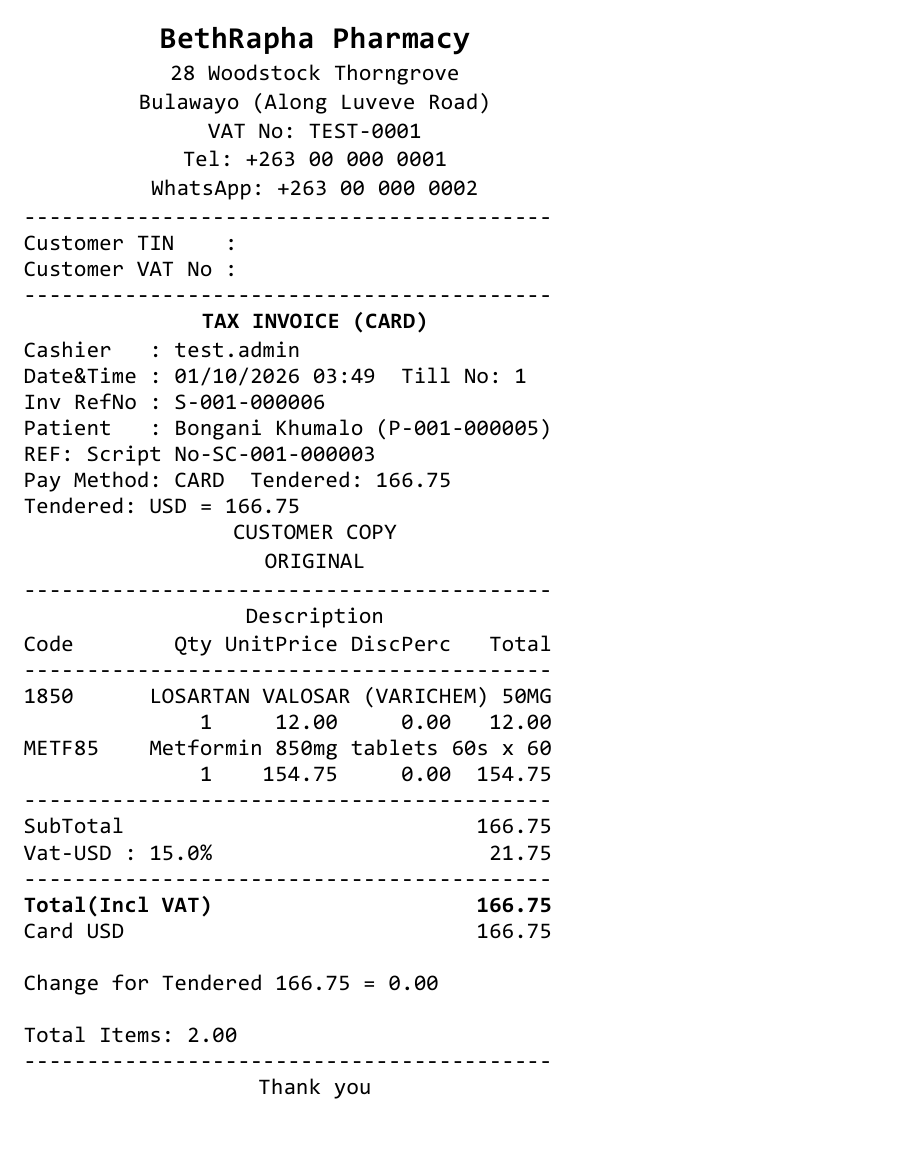 BethRapha Pharmacy
28 Woodstock Thorngrove
Bulawayo (Along Luveve Road)
VAT No: TEST-0001
Tel: +263 00 000 0001
WhatsApp: +263 00 000 0002
------------------------------------------
Customer TIN    :
Customer VAT No :
------------------------------------------
TAX INVOICE (CARD)
Cashier   : test.admin
Date&Time : 01/10/2026 03:49  Till No: 1
Inv RefNo : S-001-000006
Patient   : Bongani Khumalo (P-001-000005)
REF: Script No-SC-001-000003
Pay Method: CARD  Tendered: 166.75
Tendered: USD = 166.75
CUSTOMER COPY
ORIGINAL
------------------------------------------
Description
Code        Qty UnitPrice DiscPerc   Total
------------------------------------------
1850      LOSARTAN VALOSAR (VARICHEM) 50MG
              1     12.00     0.00   12.00
METF85    Metformin 850mg tablets 60s x 60
              1    154.75     0.00  154.75
------------------------------------------
SubTotal                            166.75
Vat-USD : 15.0%                      21.75
------------------------------------------
Total(Incl VAT)                     166.75
Card USD                            166.75
Change for Tendered 166.75 = 0.00
Total Items: 2.00
------------------------------------------
Thank you